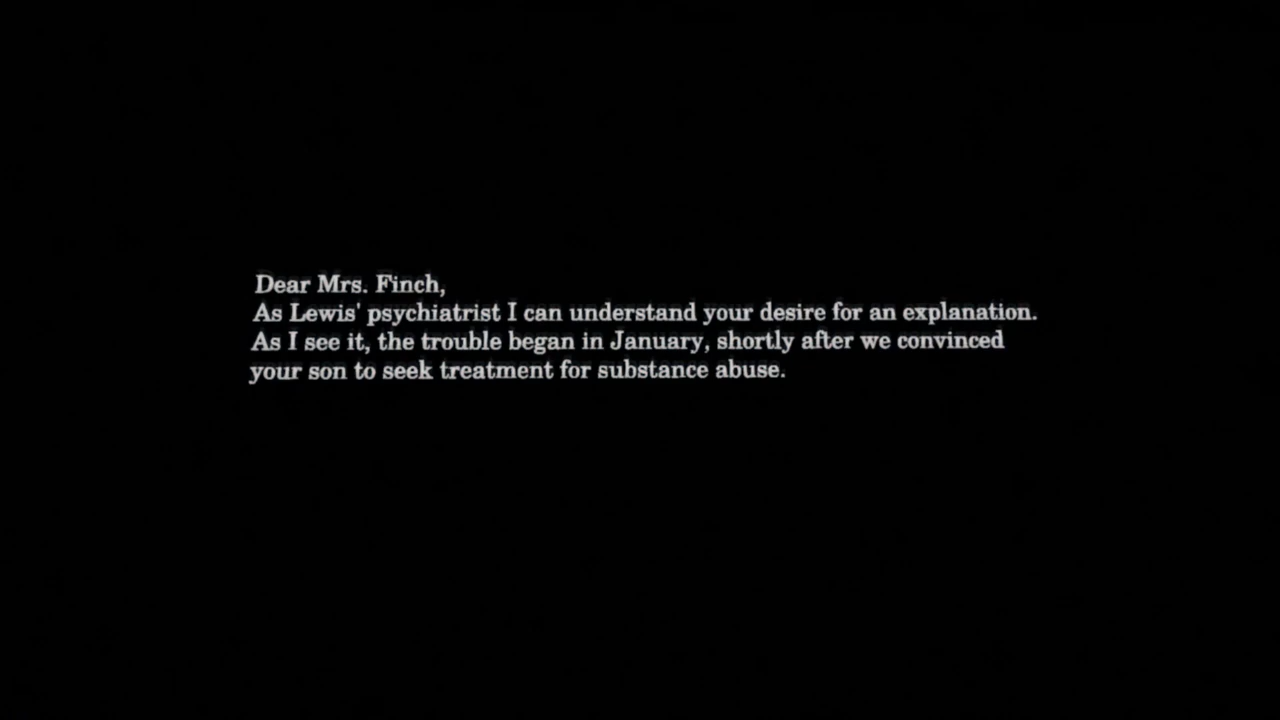 Dear Mrs. Finch,
As Lewis' psychiatrist I can understand your desire for an explanation.
As I see it, the trouble began in January, shortly after we convinced
your son to seek treatment for substance abuse.